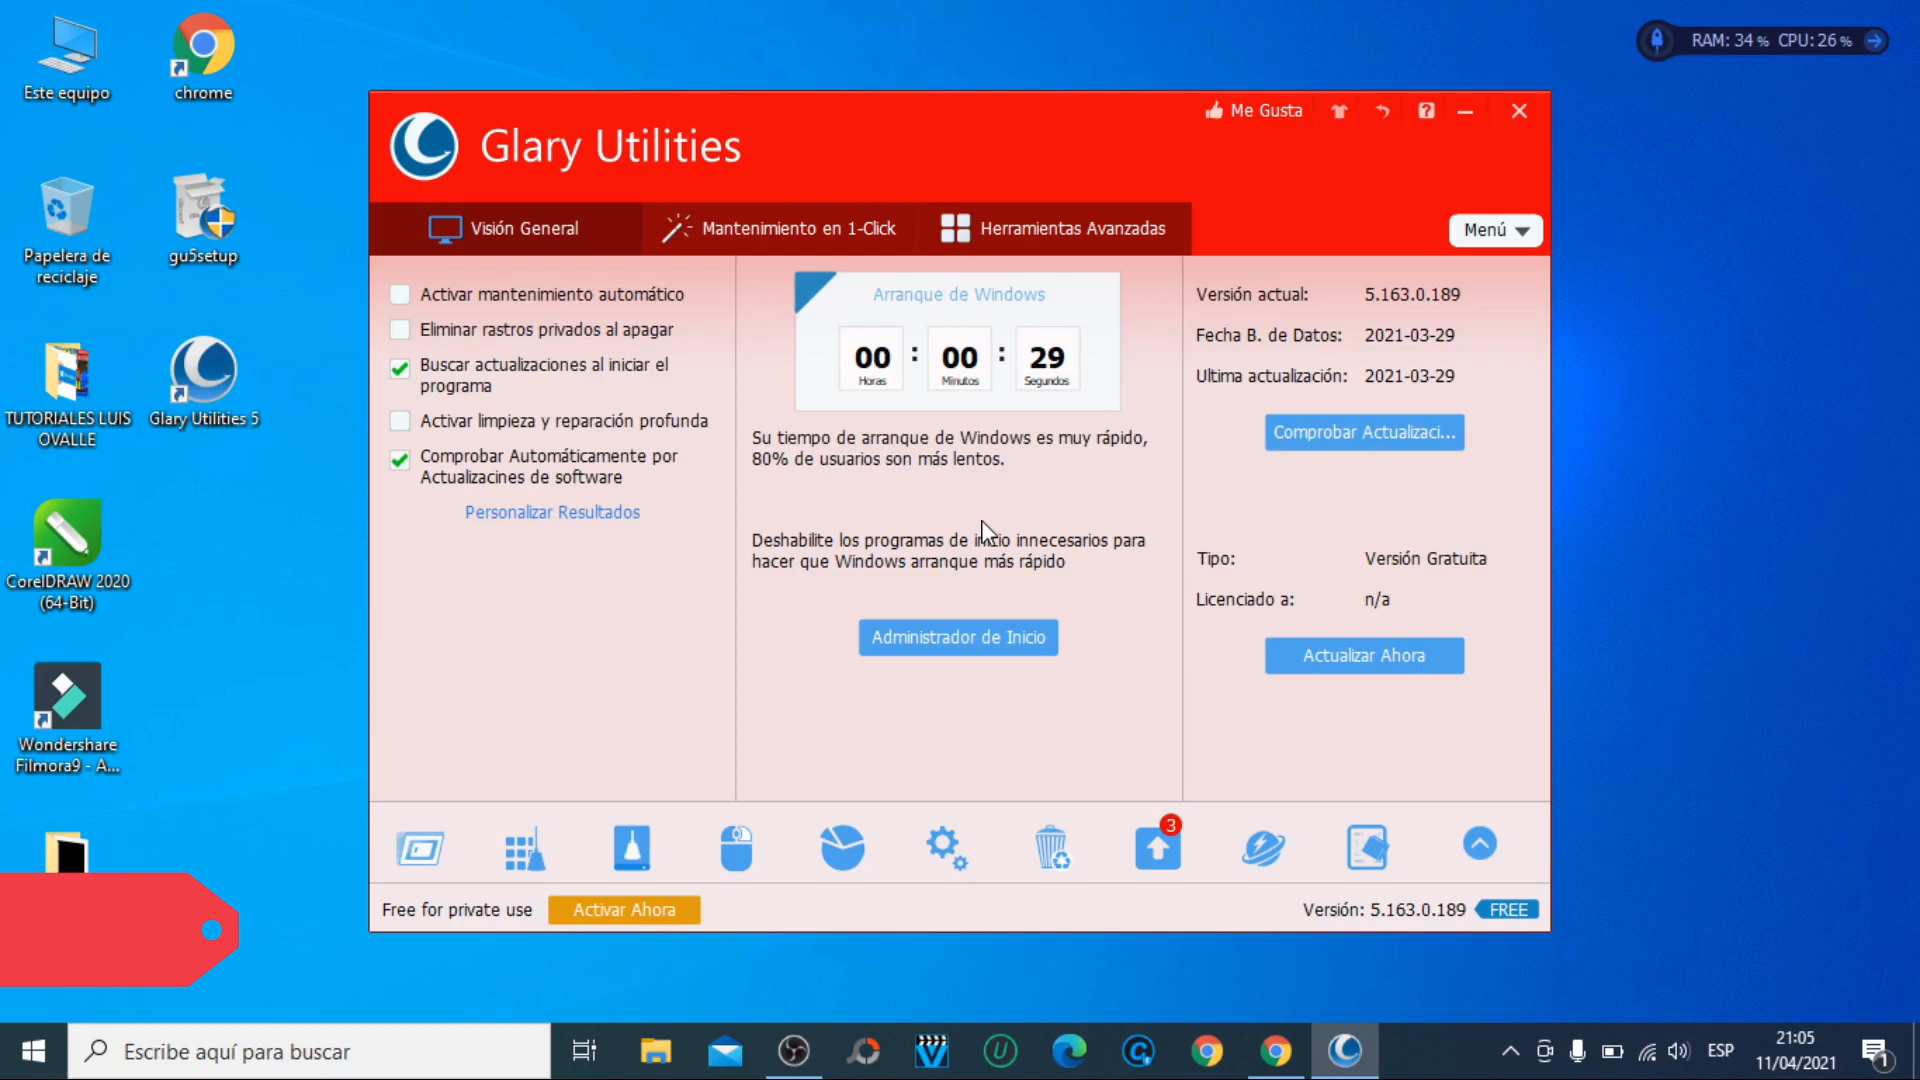 Este equipo
chrome
Papelera de
reciclaje
gu5setup
TUTORIALES LUIS
OVALLE
Glary Utilities 5
CorelDRAW 2020
(64-Bit)
Wondershare
Filmora9 - A...
RAM: 34 % CPU: 26 %
Me Gusta
Glary Utilities
Visión General
Mantenimiento en 1-Click
Herramientas Avanzadas
Menú
Activar mantenimiento automático
Eliminar rastros privados al apagar
Buscar actualizaciones al iniciar el
programa
Activar limpieza y reparación profunda
Comprobar Automáticamente por
Actualizacines de software
Personalizar Resultados
Arranque de Windows
00 : 00 : 29
Horas Minutos Segundos
Su tiempo de arranque de Windows es muy rápido,
80% de usuarios son más lentos.
Deshabilite los programas de inicio innecesarios para
hacer que Windows arranque más rápido
Administrador de Inicio
Versión actual: 5.163.0.189
Fecha B. de Datos: 2021-03-29
Ultima actualización: 2021-03-29
Comprobar Actualizaci...
Tipo: Versión Gratuita
Licenciado a: n/a
Actualizar Ahora
3
Free for private use
Activar Ahora
Versión: 5.163.0.189
FREE
Escribe aquí para buscar
ESP
21:05
11/04/2021
1